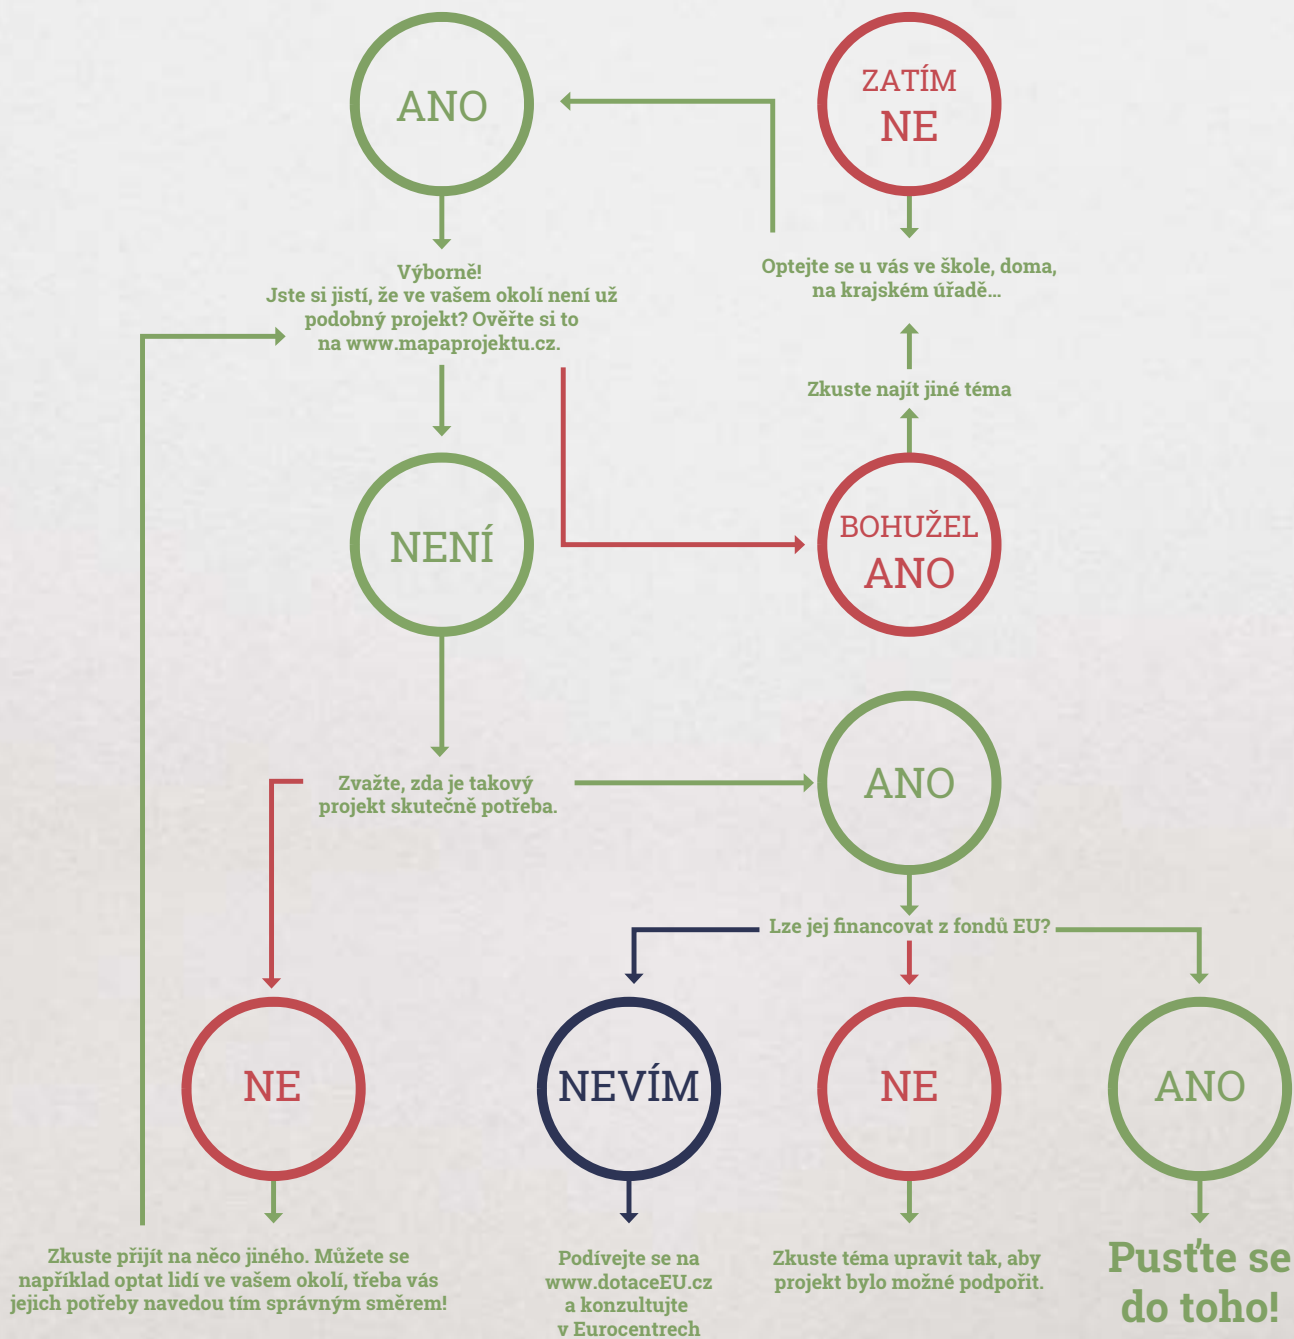 ANO
ZATÍM
NE
Výborně!
Jste si jistí, že ve vašem okolí není už
podobný projekt? Ověřte si to
na www.mapaprojektu.cz.
Optejte se u vás ve škole, doma,
na krajském úřadě...
Zkuste najít jiné téma
NENÍ
BOHUŽEL
ANO
Zvažte, zda je takový
projekt skutečně potřeba.
ANO
Lze jej financovat z fondů EU?
NE
NEVÍM
NE
ANO
Zkuste přijít na něco jiného. Můžete se
například optat lidí ve vašem okolí, třeba vás
jejich potřeby navedou tím správným směrem!
Podívejte se na
www.dotaceEU.cz
a konzultujte
v Eurocentrech
Zkuste téma upravit tak, aby
projekt bylo možné podpořit.
Pusťte se
do toho!